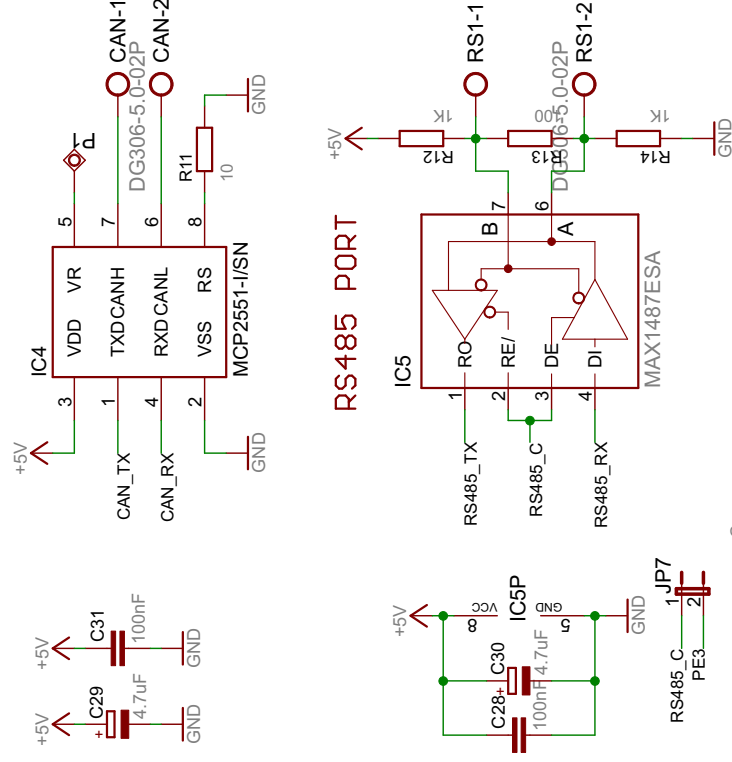 CAN-1
CAN-2
DG306-5.0-02P
P1
R11
10
GND
5
7
6
8
VR
CANH
CANL
RS
VDD
TXD
RXD
VSS
IC4
MCP2551-I/SN
3
1
4
2
+5V
CAN_TX
CAN_RX
GND
RS485 PORT
RS1-1
RS1-2
DG306-5.0-02P
+5V
1K
R12
100
R13
1K
R14
GND
7
6
B
A
RO
RE/
DE
DI
IC5
MAX1487ESA
1
2
3
4
RS485_TX
RS485_C
RS485_RX
+5V
C31
100nF
GND
+5V
C29
+
4.7uF
GND
+5V
8
VCC
IC5P
GND
5
GND
C30
+
4.7uF
C28
100nF
JP7
1
2
RS485_C
PE3